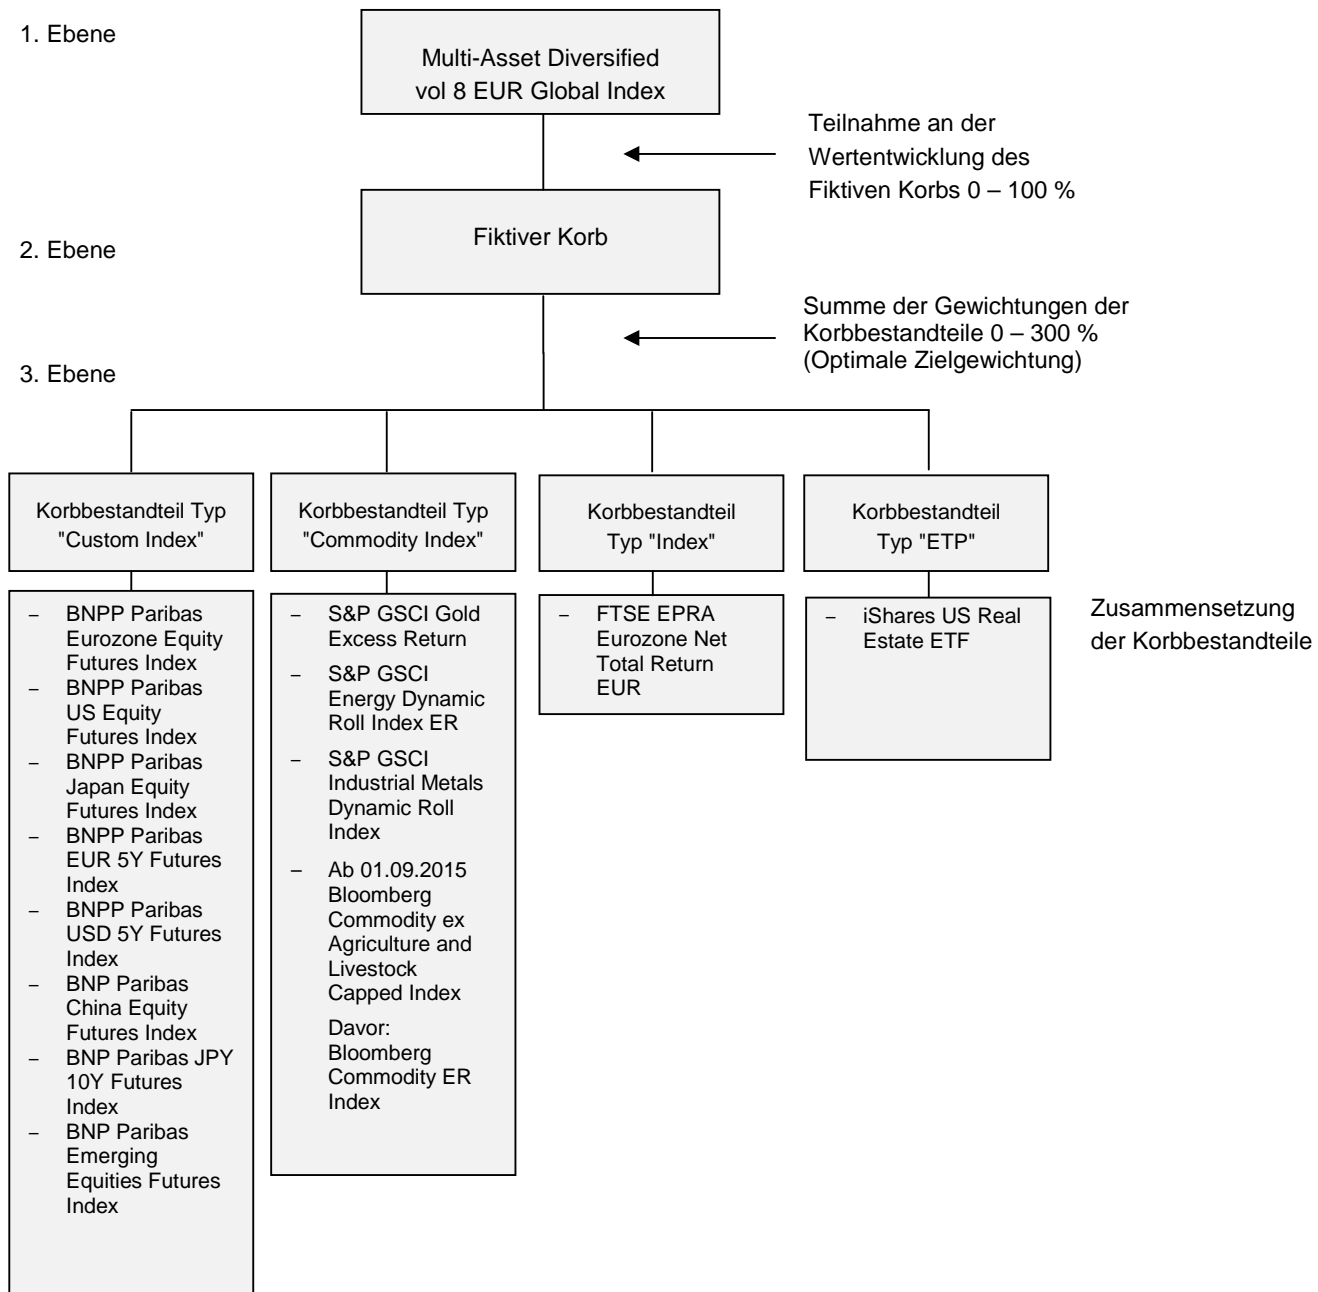 1. Ebene
Multi-Asset Diversified
vol 8 EUR Global Index
Teilnahme an der
Wertentwicklung des
Fiktiven Korbs 0 – 100 %
2. Ebene
Fiktiver Korb
Summe der Gewichtungen der
Korbbestandteile 0 – 300 %
(Optimale Zielgewichtung)
3. Ebene
Korbbestandteil Typ
"Custom Index"
Korbbestandteil Typ
"Commodity Index"
Korbbestandteil
Typ "Index"
Korbbestandteil
Typ "ETP"
– BNPP Paribas
Eurozone Equity
Futures Index
– BNPP Paribas
US Equity
Futures Index
– BNPP Paribas
Japan Equity
Futures Index
– BNPP Paribas
EUR 5Y Futures
Index
– BNPP Paribas
USD 5Y Futures
Index
– BNP Paribas
China Equity
Futures Index
– BNP Paribas JPY
10Y Futures
Index
– BNP Paribas
Emerging
Equities Futures
Index
– S&P GSCI Gold
Excess Return
– S&P GSCI
Energy Dynamic
Roll Index ER
– S&P GSCI
Industrial Metals
Dynamic Roll
Index
– Ab 01.09.2015
Bloomberg
Commodity ex
Agriculture and
Livestock
Capped Index
Davor:
Bloomberg
Commodity ER
Index
– FTSE EPRA
Eurozone Net
Total Return
EUR
– iShares US Real
Estate ETF
Zusammensetzung
der Korbbestandteile